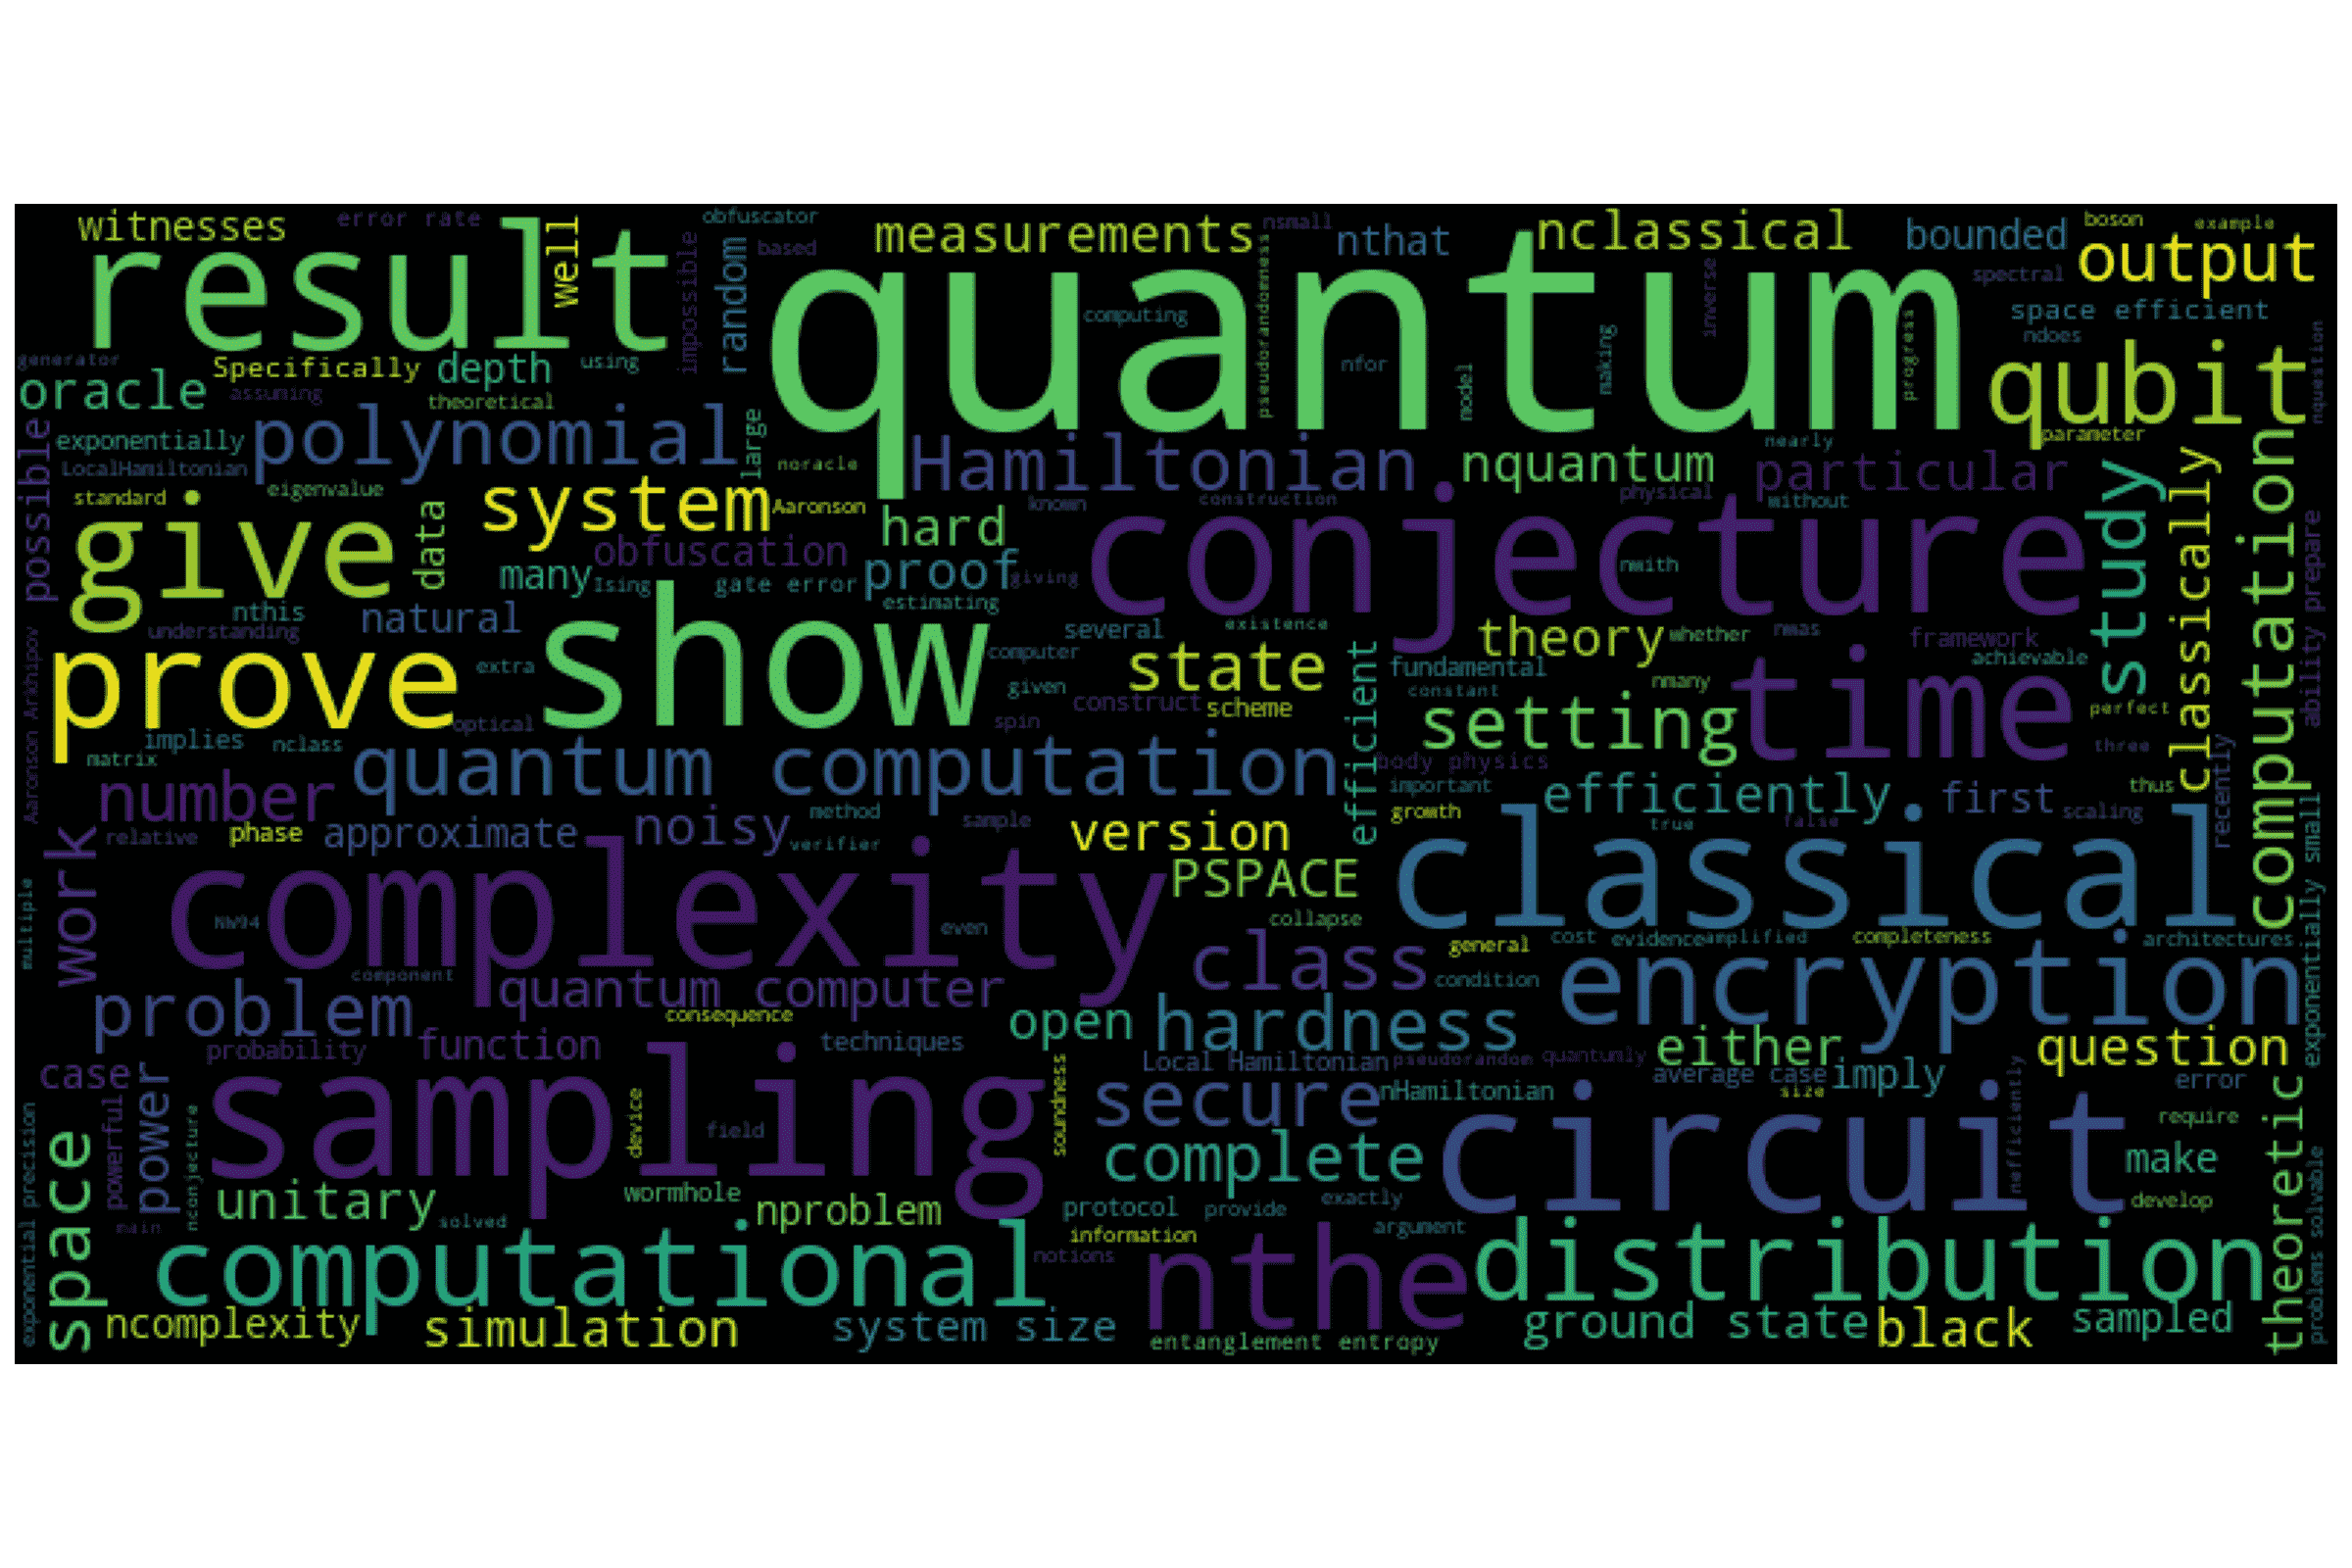 witnesses
error rate
well
obfuscator
measurements
nsmall
nthat
nclassical
bounded
boson
example
result
impossible
random
based
quantum
pseudorandomness
computing
inverse
spectral
output
space efficient
ndoes
generator
Specifically
depth
using
nfor
model
making
progress
qubit
nquestion
oracle
assuming
theoretical
exponentially
polynomial
large
noracle
Hamiltonian
nquantum
nearly
particular
parameter
possible
LocalHamiltonian
standard
eigenvalue
system
Aaronson
known
construction
physical
without
study
classically
computation
give
data
hard
obfuscation
conjecture
many
Ising
gate error
proof
giving
nwith
ability prepare
nthis
understanding
natural
show
estimating
several
existence
theory
whether
nmas
framework
achievable
Aaronson Arkhipov
prove
extra
computer
given
state
efficient
fundamental
constant
nmany
time
perfect
optical
spin
construct
scheme
setting
implies
nclass
matrix
quantum computation
body physics
three
number
important
efficiently
first
thus
scaling
recently
relative
phase
approximate
noisy
method
verifier
sample
version
growth
true
false
work
complexity
PSPACE
classical
exponentially small
multiple
NW94
even
collapse
class
general
cost
evidence
amplified
completeness
architectures
component
quantum computer
condition
encryption
problem
consequence
open
hardness
probability
function
techniques
Local Hamiltonian
pseudorandom
quantumly
either
question
case
sampling
soundness
secure
nHamiltonian
average case
imply
error
exponential precision
space
powerful
power
nconjecture
device
field
size
circuit
nefficiently
require
theoretic
complete
make
problems solvable
unitary
wormhole
nproblem
solved
protocol
provide
exactly
develop
main
computational
notions
information
nthe
argument
distribution
ncomplexity
simulation
system size
entanglement entropy
ground state
black
sampled